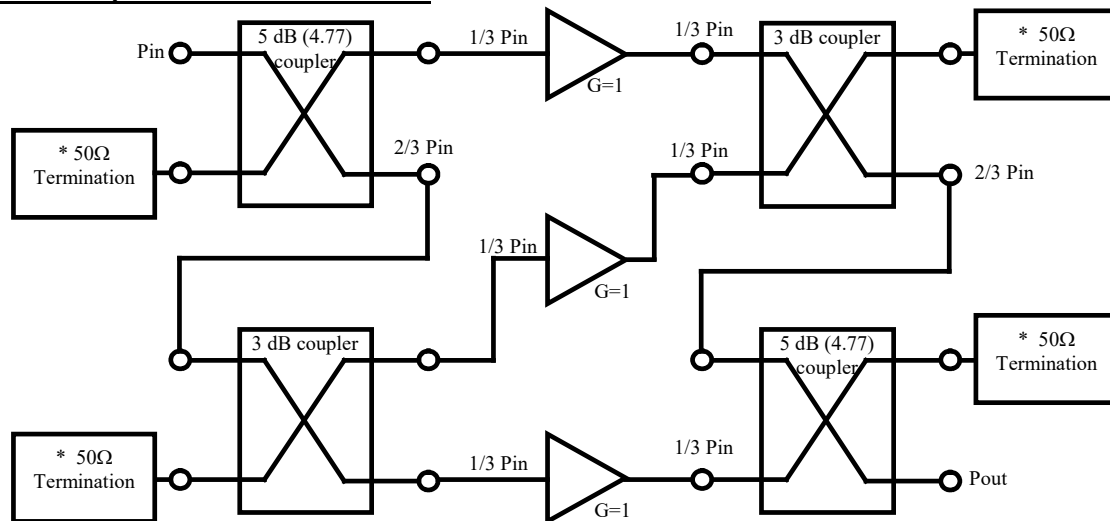 Pin
5 dB (4.77)
coupler
1/3 Pin
G=1
1/3 Pin
3 dB coupler
* 50Ω
Termination
* 50Ω
Termination
2/3 Pin
1/3 Pin
2/3 Pin
1/3 Pin
G=1
3 dB coupler
5 dB (4.77)
coupler
* 50Ω
Termination
* 50Ω
Termination
1/3 Pin
G=1
1/3 Pin
Pout